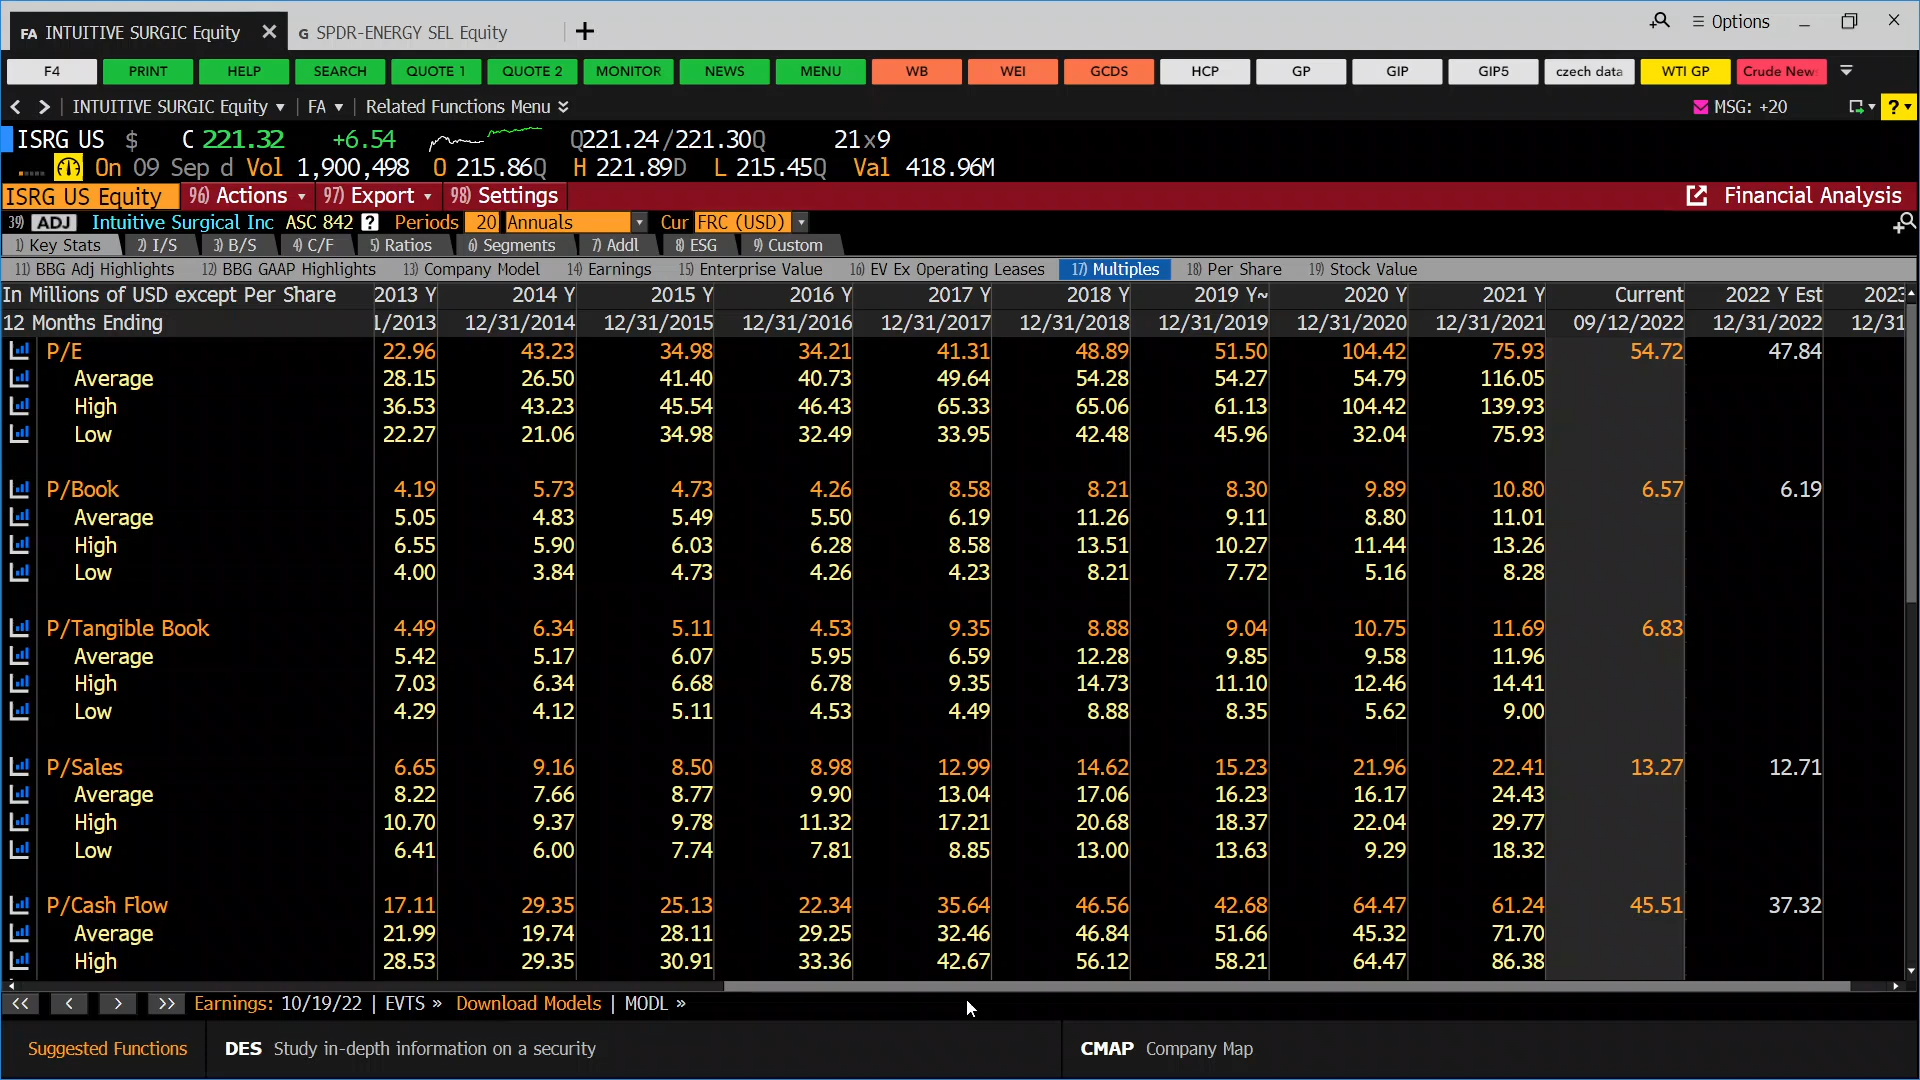 FA INTUITIVE SURGIC Equity ✕ G SPDR-ENERGY SEL Equity +
☰ Options
F4 PRINT HELP SEARCH QUOTE 1 QUOTE 2 MONITOR NEWS MENU WB WEI GCDS HCP GP GIP GIP5 czech data WTI GP Crude New
< > | INTUITIVE SURGIC Equity ▾ | FA ▾ | Related Functions Menu MSG: +20 ?
ISRG US $ C 221.32 +6.54 Q221.24/221.30Q 21x9
On 09 Sep d Vol 1,900,498 O 215.86Q H 221.89D L 215.45Q Val 418.96M
ISRG US Equity 96) Actions 97) Export 98) Settings Financial Analysis
39) ADJ Intuitive Surgical Inc ASC 842 ? Periods 20 Annuals Cur FRC (USD)
1) Key Stats 2) I/S 3) B/S 4) C/F 5) Ratios 6) Segments 7) Addl 8) ESG 9) Custom
11) BBG Adj Highlights 12) BBG GAAP Highlights 13) Company Model 14) Earnings 15) Enterprise Value 16) EV Ex Operating Leases 17) Multiples 18) Per Share 19) Stock Value
In Millions of USD except Per Share 2013 Y 2014 Y 2015 Y 2016 Y 2017 Y 2018 Y 2019 Y~ 2020 Y 2021 Y Current 2022 Y Est 2023
12 Months Ending 1/2013 12/31/2014 12/31/2015 12/31/2016 12/31/2017 12/31/2018 12/31/2019 12/31/2020 12/31/2021 09/12/2022 12/31/2022 12/31
P/E 22.96 43.23 34.98 34.21 41.31 48.89 51.50 104.42 75.93 54.72 47.84
Average 28.15 26.50 41.40 40.73 49.64 54.28 54.27 54.79 116.05
High 36.53 43.23 45.54 46.43 65.33 65.06 61.13 104.42 139.93
Low 22.27 21.06 34.98 32.49 33.95 42.48 45.96 32.04 75.93
P/Book 4.19 5.73 4.73 4.26 8.58 8.21 8.30 9.89 10.80 6.57 6.19
Average 5.05 4.83 5.49 5.50 6.19 11.26 9.11 8.80 11.01
High 6.55 5.90 6.03 6.28 8.58 13.51 10.27 11.44 13.26
Low 4.00 3.84 4.73 4.26 4.23 8.21 7.72 5.16 8.28
P/Tangible Book 4.49 6.34 5.11 4.53 9.35 8.88 9.04 10.75 11.69 6.83
Average 5.42 5.17 6.07 5.95 6.59 12.28 9.85 9.58 11.96
High 7.03 6.34 6.68 6.78 9.35 14.73 11.10 12.46 14.41
Low 4.29 4.12 5.11 4.53 4.49 8.88 8.35 5.62 9.00
P/Sales 6.65 9.16 8.50 8.98 12.99 14.62 15.23 21.96 22.41 13.27 12.71
Average 8.22 7.66 8.77 9.90 13.04 17.06 16.23 16.17 24.43
High 10.70 9.37 9.78 11.32 17.21 20.68 18.37 22.04 29.77
Low 6.41 6.00 7.74 7.81 8.85 13.00 13.63 9.29 18.32
P/Cash Flow 17.11 29.35 25.13 22.34 35.64 46.56 42.68 64.47 61.24 45.51 37.32
Average 21.99 19.74 28.11 29.25 32.46 46.84 51.66 45.32 71.70
High 28.53 29.35 30.91 33.36 42.67 56.12 58.21 64.47 86.38
<< < > >> Earnings: 10/19/22 | EVTS » Download Models | MODL »
Suggested Functions DES Study in-depth information on a security CMAP Company Map